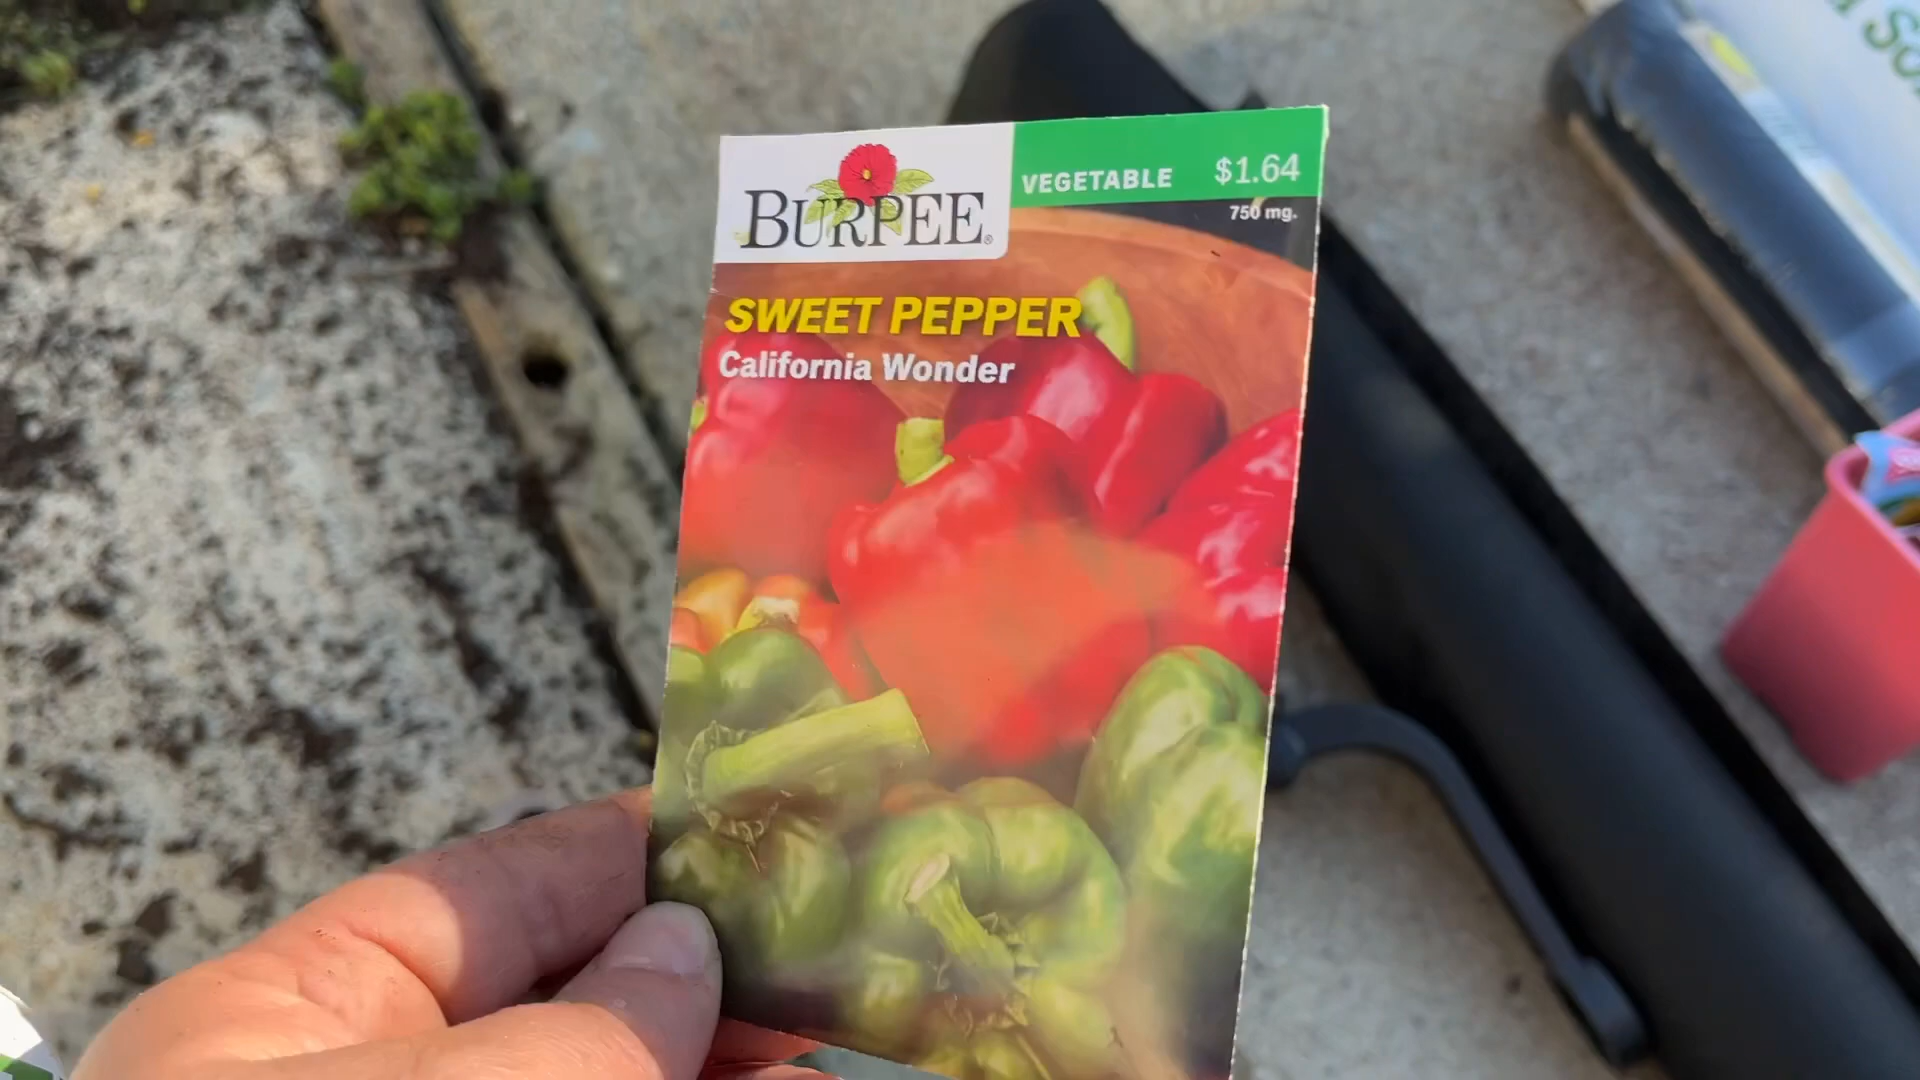 BURPEE®
VEGETABLE $1.64
750 mg.
SWEET PEPPER
California Wonder